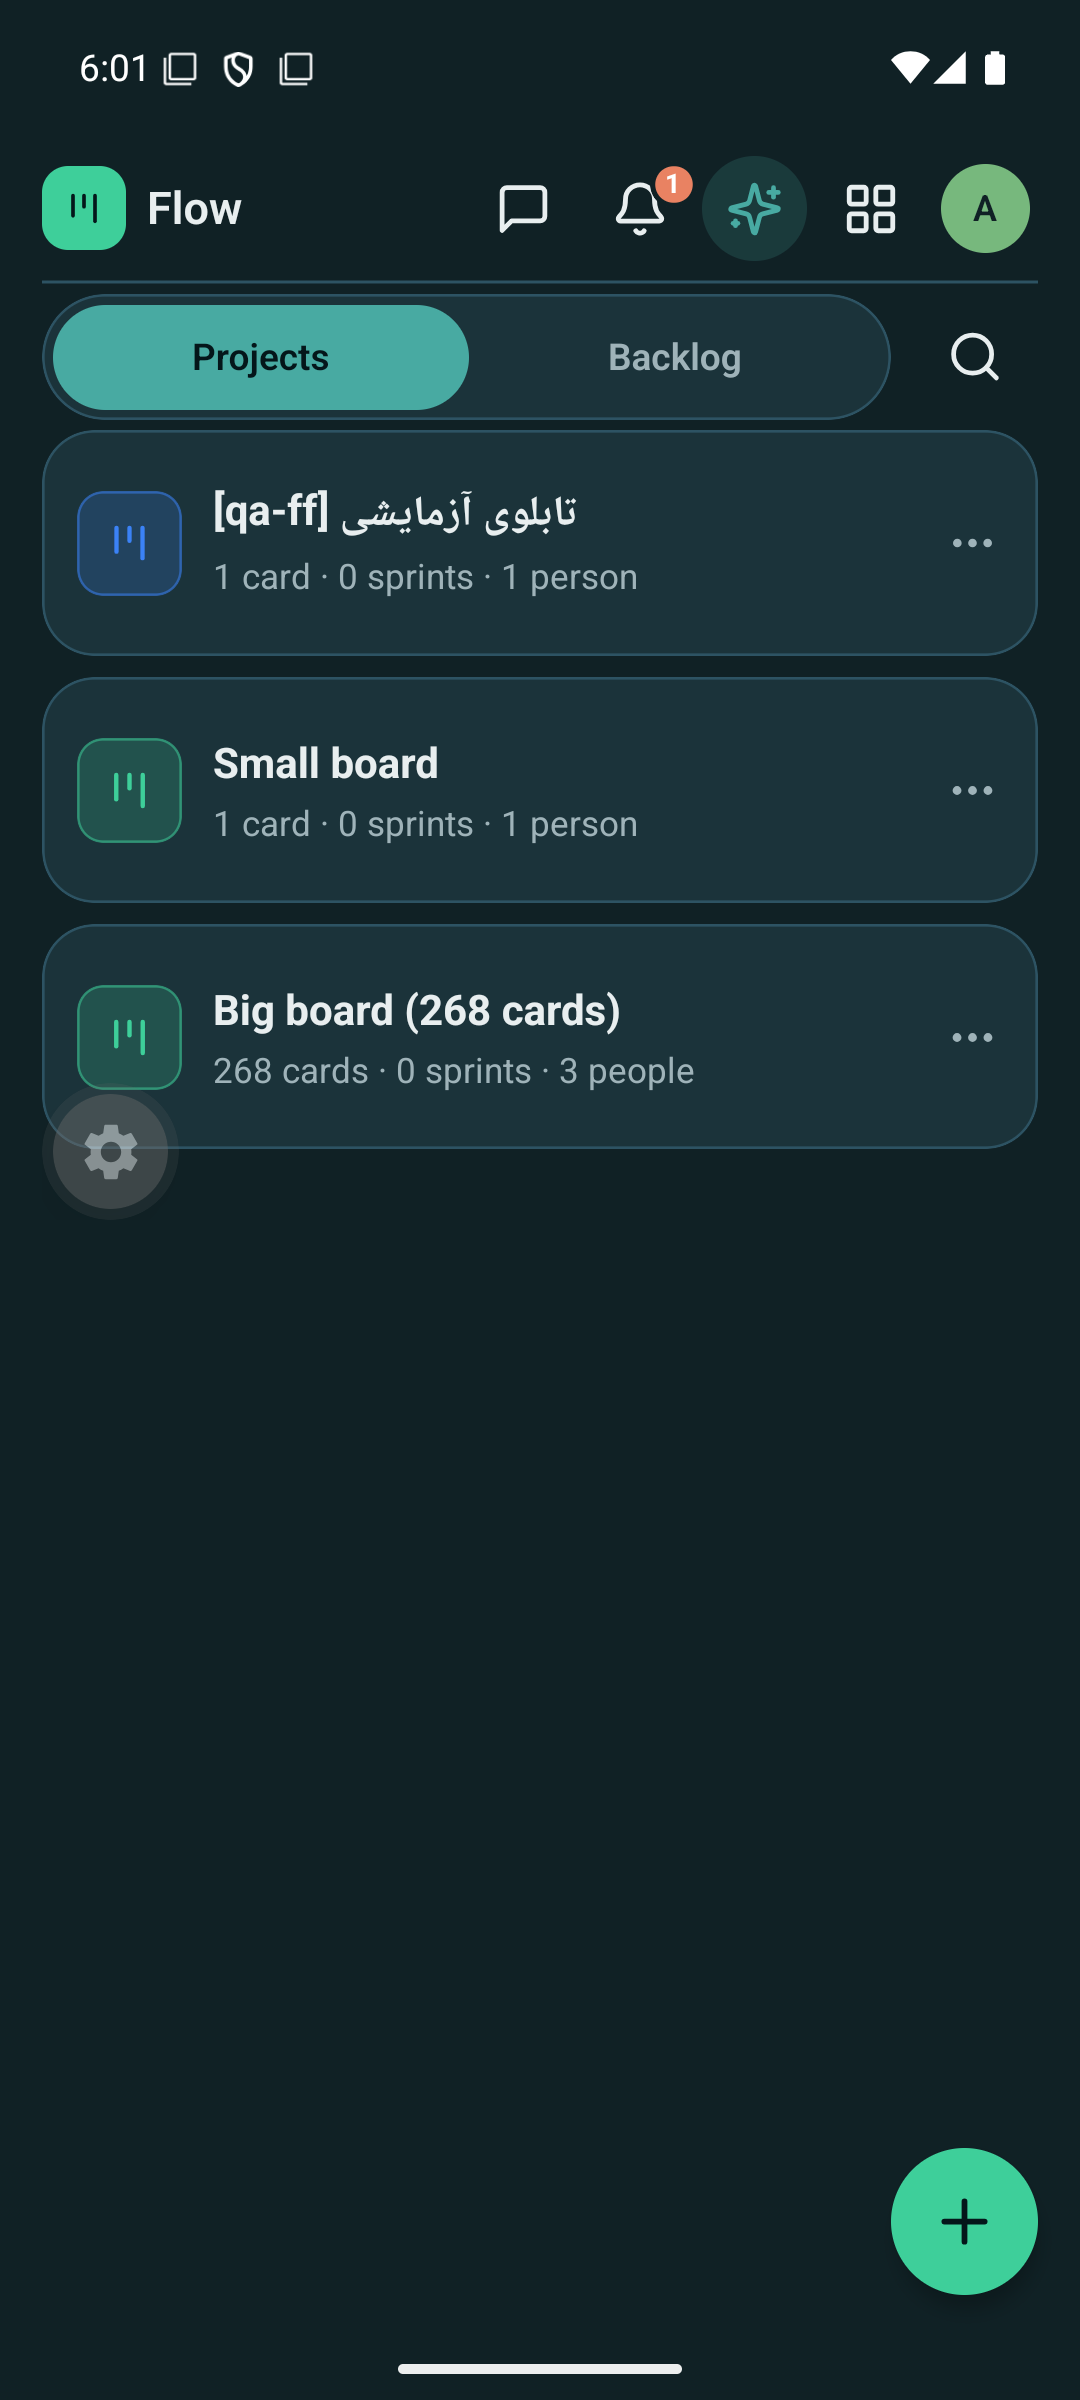 6:01
Flow
1
A
Projects
Backlog
[qa-ff] تابلوی آزمایشی
1 card · 0 sprints · 1 person
Small board
1 card · 0 sprints · 1 person
Big board (268 cards)
268 cards · 0 sprints · 3 people